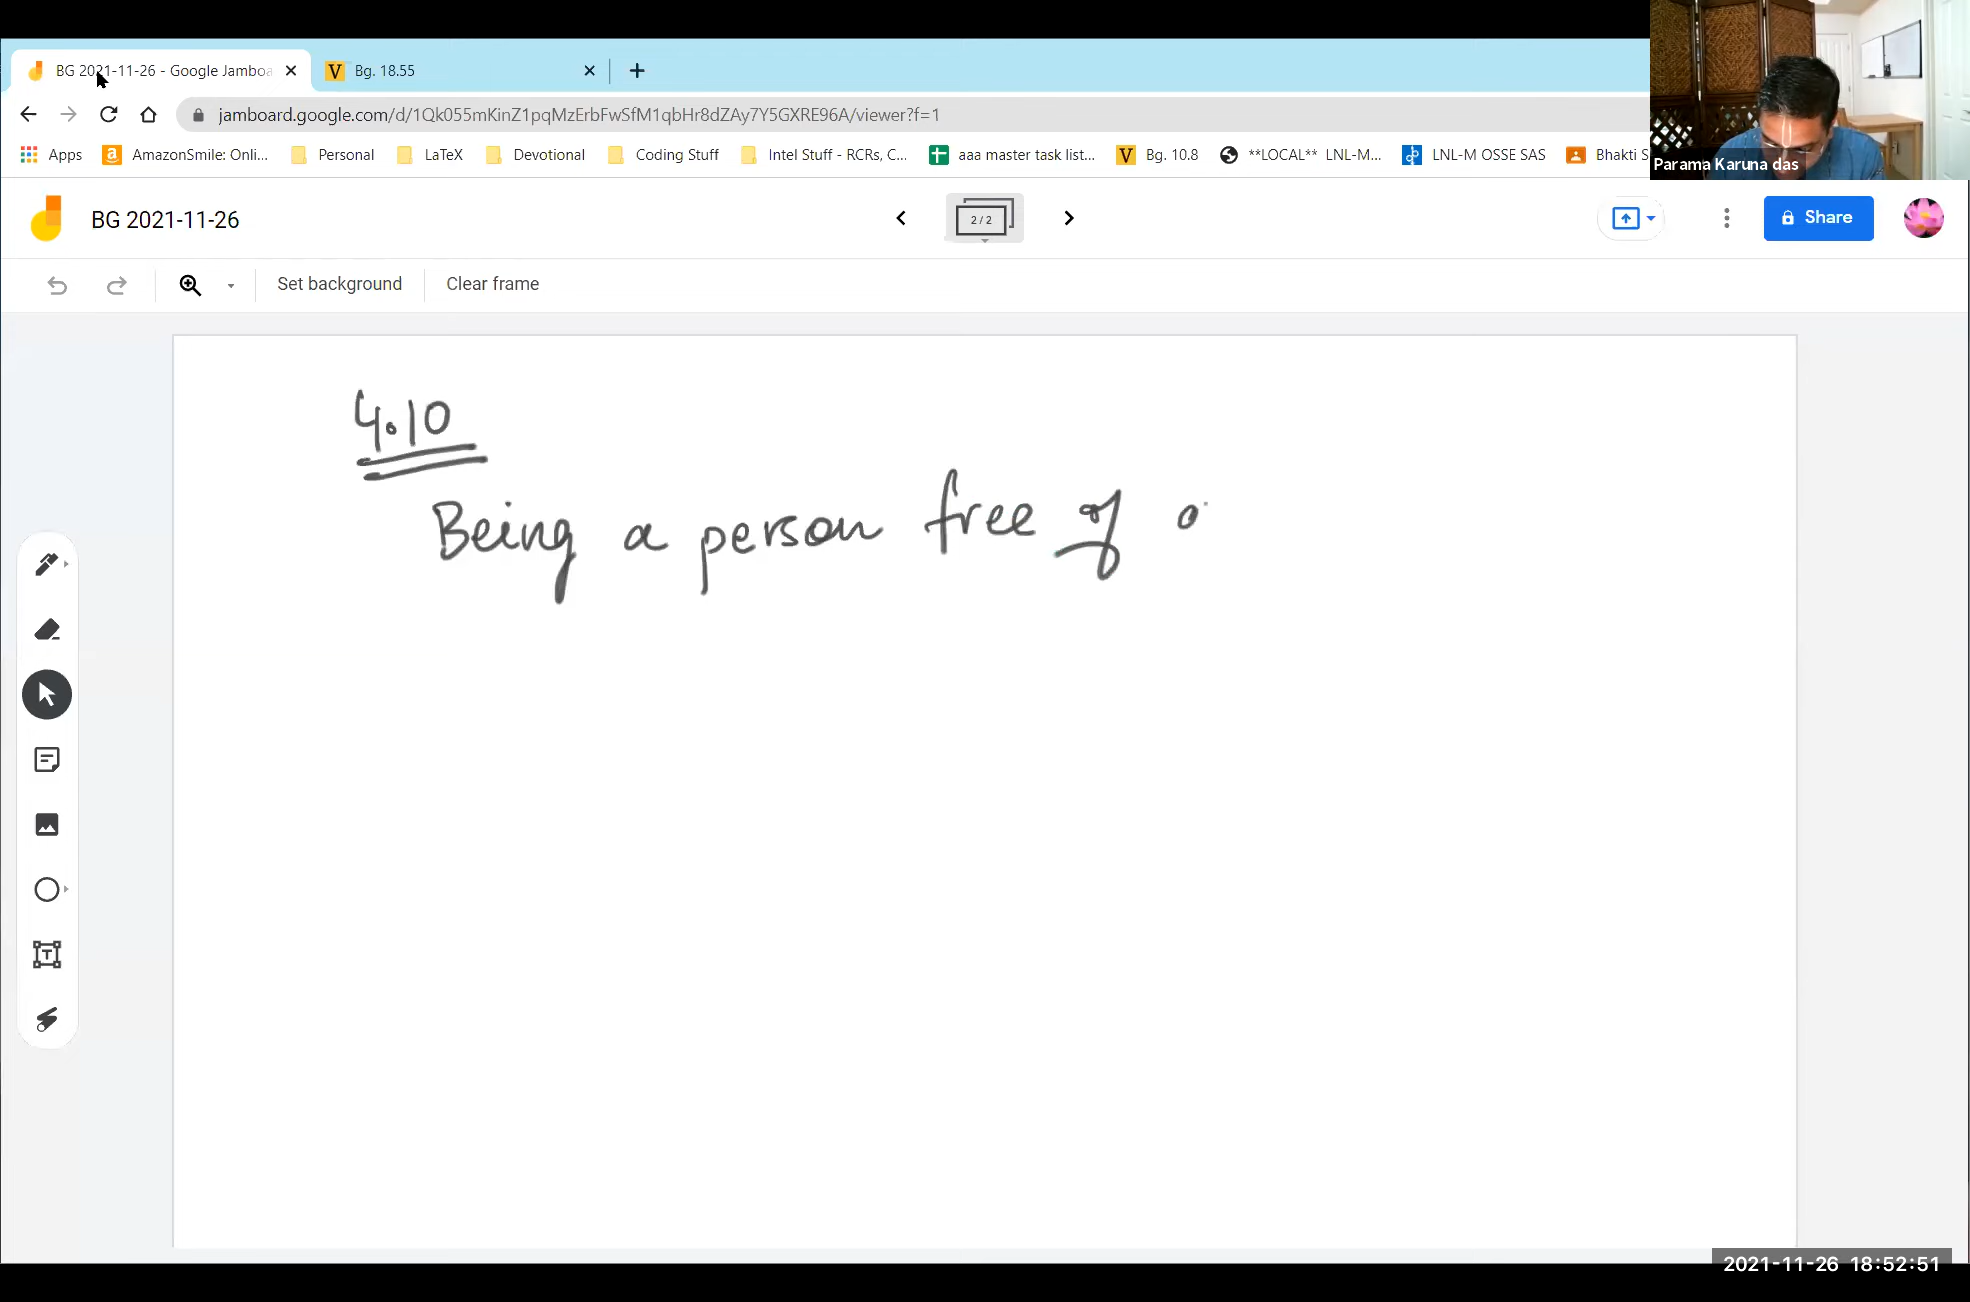 BG 2021-11-26 - Google Jamboa
Bg. 18.55
jamboard.google.com/d/1Qk055mKinZ1pqMzErbFwSfM1qbHr8dZAy7Y5GXRE96A/viewer?f=1
Apps AmazonSmile: Onli... Personal LaTeX Devotional Coding Stuff Intel Stuff - RCRs, C... aaa master task list... Bg. 10.8 **LOCAL** LNL-M... LNL-M OSSE SAS Bhakti S
Parama Karuna das
BG 2021-11-26
2 / 2
Share
Set background Clear frame
4.10
Being a person free of
2021-11-26 18:52:51